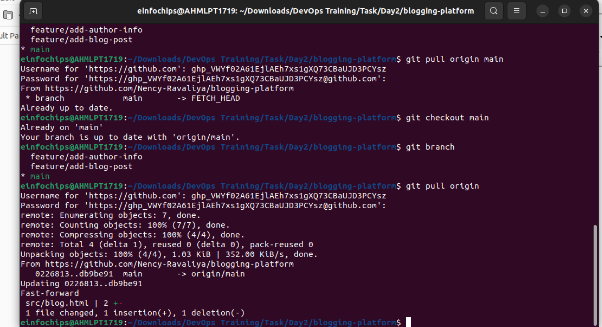 einfochips@AHMLPT1719: ~/Downloads/DevOps Training/Task/Day2/blogging-platform
feature/add-author-info
feature/add-blog-post
* main
einfochips@AHMLPT1719:~/Downloads/DevOps Training/Task/Day2/blogging-platform$ git pull origin main
Username for 'https://github.com':
Password for
From https://github.com/Nency-Ravaliya/blogging-platform
* branch main -> FETCH_HEAD
Already up to date.
einfochips@AHMLPT1719:~/Downloads/DevOps Training/Task/Day2/blogging-platform$ git checkout main
Already on 'main'
Your branch is up to date with 'origin/main'.
einfochips@AHMLPT1719:~/Downloads/DevOps Training/Task/Day2/blogging-platform$ git branch
feature/add-author-info
feature/add-blog-post
* main
einfochips@AHMLPT1719:~/Downloads/DevOps Training/Task/Day2/blogging-platform$ git pull origin
Username for 'https://github.com':
Password for
remote: Enumerating objects: 7, done.
remote: Counting objects: 100% (7/7), done.
remote: Compressing objects: 100% (4/4), done.
remote: Total 4 (delta 1), reused 0 (delta 0), pack-reused 0
Unpacking objects: 100% (4/4), 1.03 KiB | 352.00 KiB/s, done.
From https://github.com/Nency-Ravaliya/blogging-platform
0226813..db9be91 main -> origin/main
Updating 0226813..db9be91
Fast-forward
src/blog.html | 2 +-
1 file changed, 1 insertion(+), 1 deletion(-)
einfochips@AHMLPT1719:~/Downloads/DevOps Training/Task/Day2/blogging-platform$